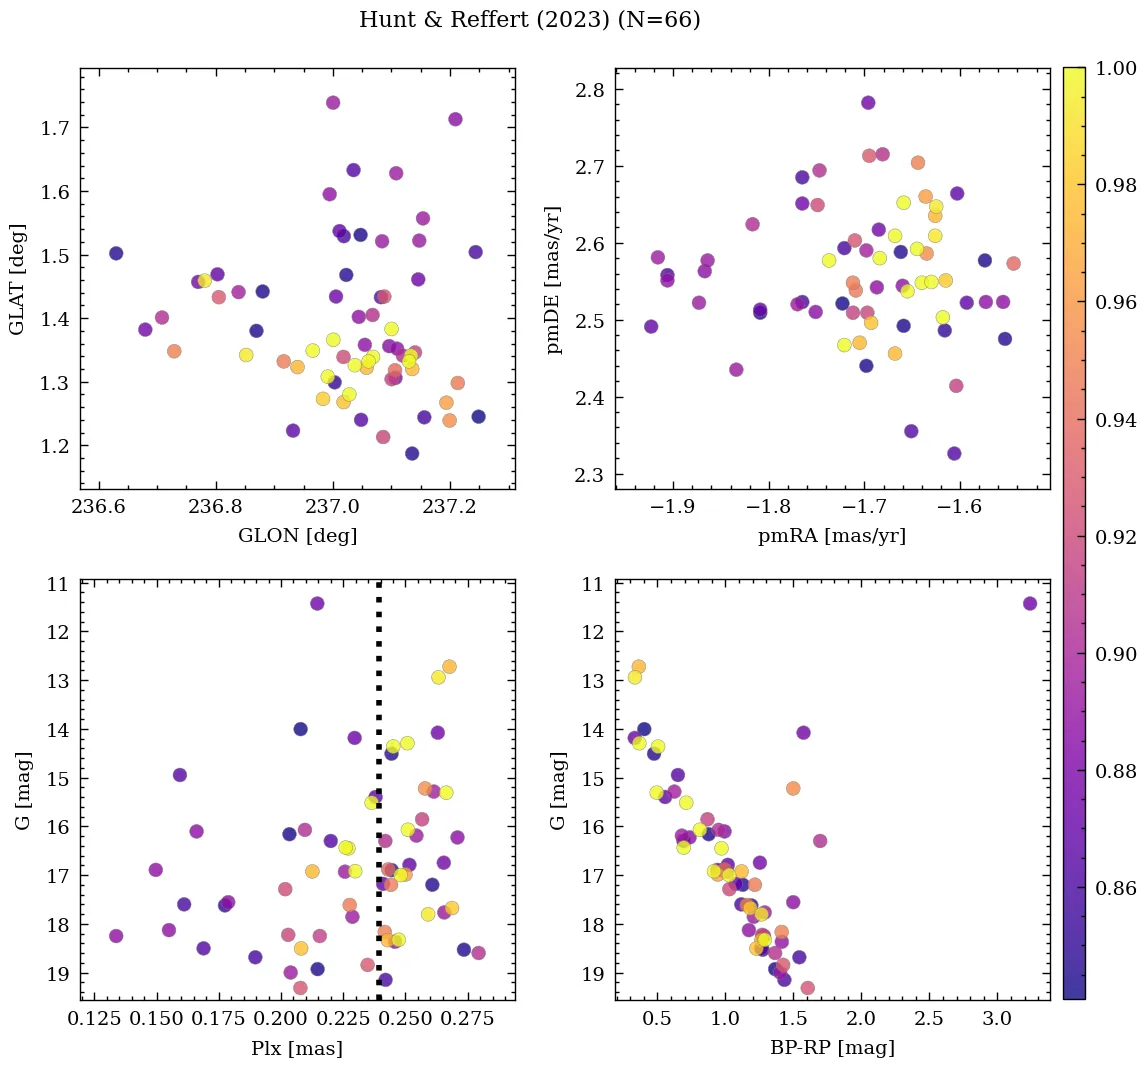 Hunt & Reffert (2023) (N=66)
1.7
1.6
1.5
1.4
1.3
1.2
GLAT [deg]
236.6 236.8 237.0 237.2
GLON [deg]
2.8
2.7
2.6
2.5
2.4
2.3
pmDE [mas/yr]
−1.9 −1.8 −1.7 −1.6
pmRA [mas/yr]
1.00
0.98
0.96
0.94
0.92
0.90
0.88
0.86
11
12
13
14
15
16
17
18
19
G [mag]
0.125 0.150 0.175 0.200 0.225 0.250 0.275
Plx [mas]
11
12
13
14
15
16
17
18
19
G [mag]
0.5 1.0 1.5 2.0 2.5 3.0
BP-RP [mag]